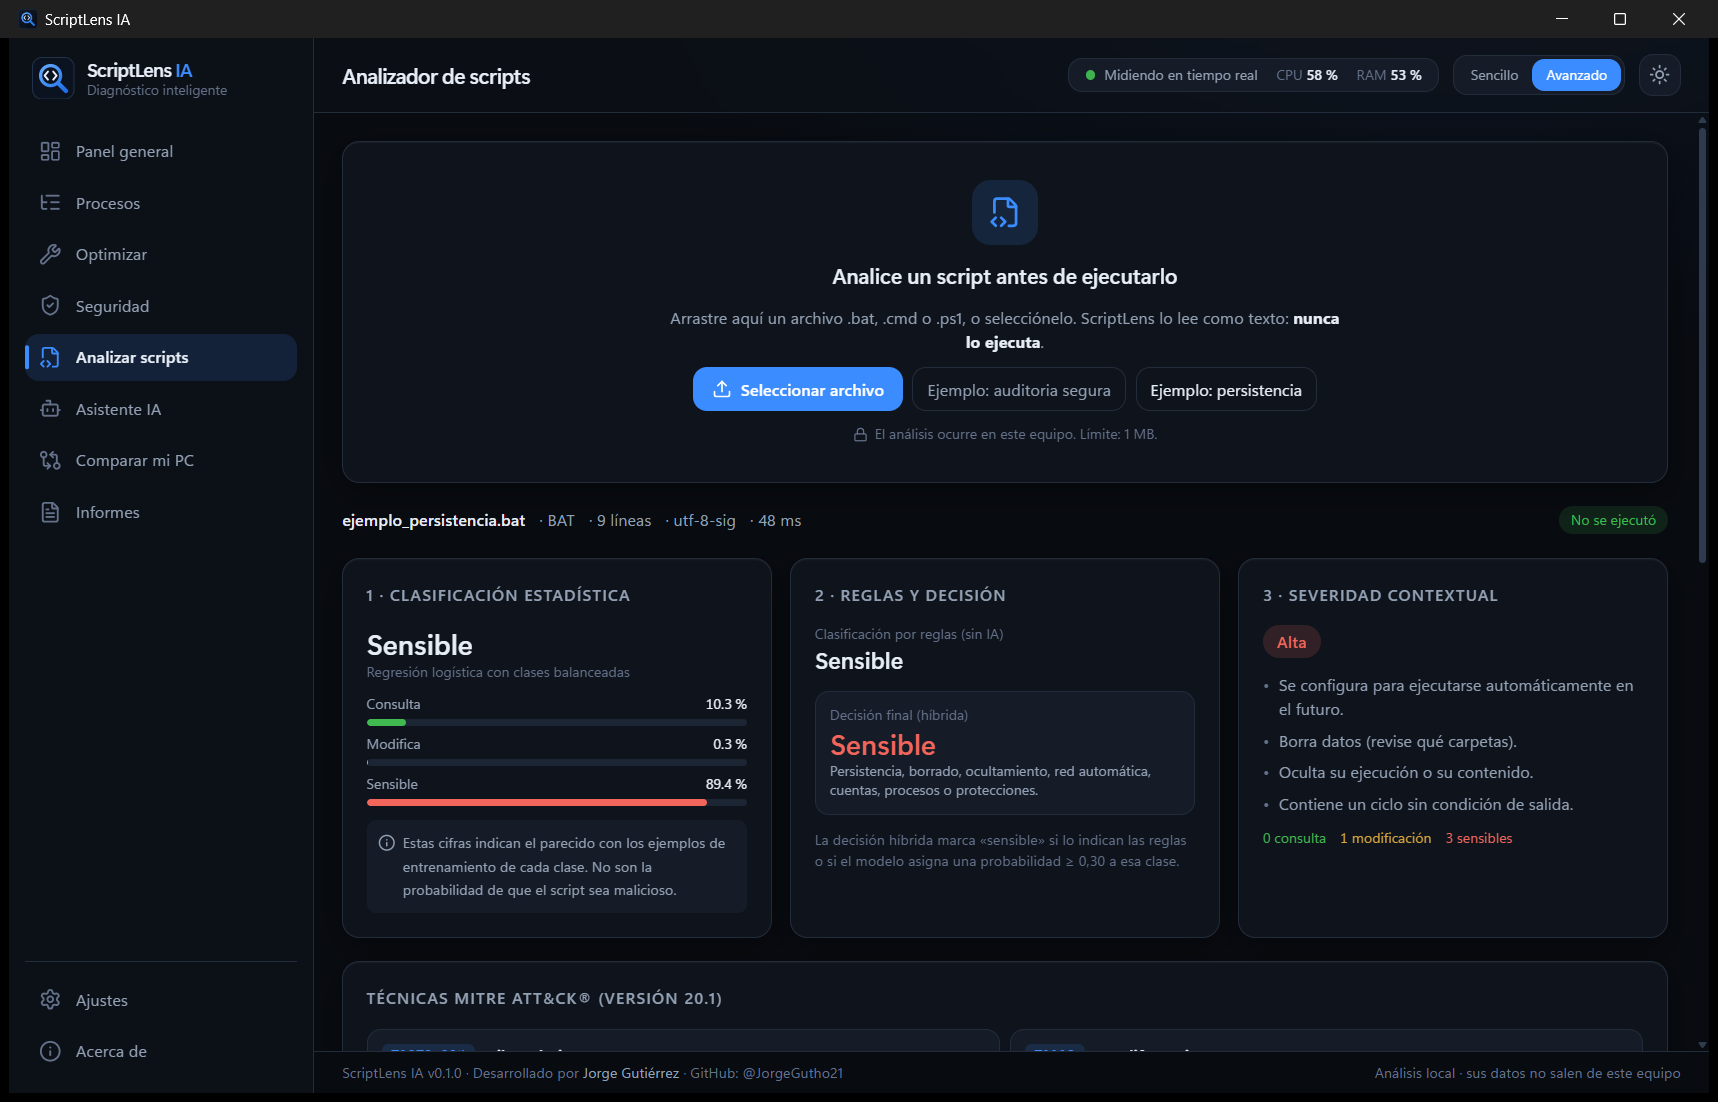 ScriptLens IA
ScriptLens IA
Diagnóstico inteligente
Panel general
Procesos
Optimizar
Seguridad
Analizar scripts
Asistente IA
Comparar mi PC
Informes
Ajustes
Acerca de
Analizador de scripts
Midiendo en tiempo real CPU 58 % RAM 53 %
Sencillo Avanzado
Analice un script antes de ejecutarlo
Arrastre aquí un archivo .bat, .cmd o .ps1, o selecciónelo. ScriptLens lo lee como texto: nunca
lo ejecuta.
Seleccionar archivo
Ejemplo: auditoria segura
Ejemplo: persistencia
El análisis ocurre en este equipo. Límite: 1 MB.
ejemplo_persistencia.bat · BAT · 9 líneas · utf-8-sig · 48 ms
No se ejecutó
1 · CLASIFICACIÓN ESTADÍSTICA
Sensible
Regresión logística con clases balanceadas
Consulta 10.3 %
Modifica 0.3 %
Sensible 89.4 %
Estas cifras indican el parecido con los ejemplos de
entrenamiento de cada clase. No son la
probabilidad de que el script sea malicioso.
2 · REGLAS Y DECISIÓN
Clasificación por reglas (sin IA)
Sensible
Decisión final (híbrida)
Sensible
Persistencia, borrado, ocultamiento, red automática,
cuentas, procesos o protecciones.
La decisión híbrida marca «sensible» si lo indican las reglas
o si el modelo asigna una probabilidad ≥ 0,30 a esa clase.
3 · SEVERIDAD CONTEXTUAL
Alta
• Se configura para ejecutarse automáticamente en
el futuro.
• Borra datos (revise qué carpetas).
• Oculta su ejecución o su contenido.
• Contiene un ciclo sin condición de salida.
0 consulta 1 modificación 3 sensibles
TÉCNICAS MITRE ATT&CK® (VERSIÓN 20.1)
ScriptLens IA v0.1.0 · Desarrollado por Jorge Gutiérrez · GitHub: @JorgeGutho21
Análisis local · sus datos no salen de este equipo